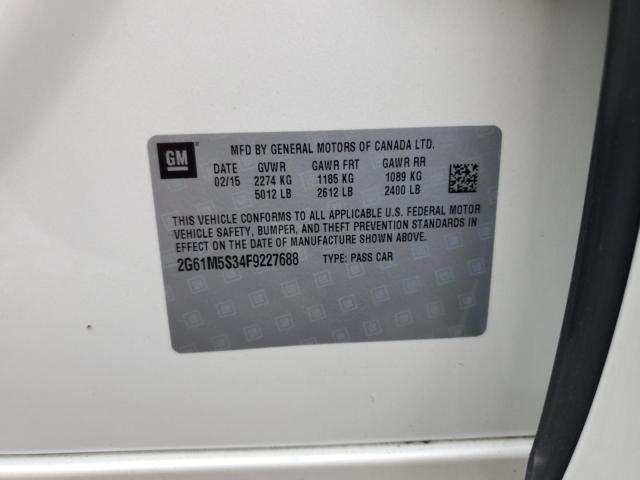 GM
MFD BY GENERAL MOTORS OF CANADA LTD.
DATE GVWR GAWR FRT GAWR RR
02/15 2274 KG 1185 KG 1089 KG
5012 LB 2612 LB 2400 LB
THIS VEHICLE CONFORMS TO ALL APPLICABLE U.S. FEDERAL MOTOR
VEHICLE SAFETY, BUMPER, AND THEFT PREVENTION STANDARDS IN
EFFECT ON THE DATE OF MANUFACTURE SHOWN ABOVE.
2G61M5S34F9227688 TYPE: PASS CAR